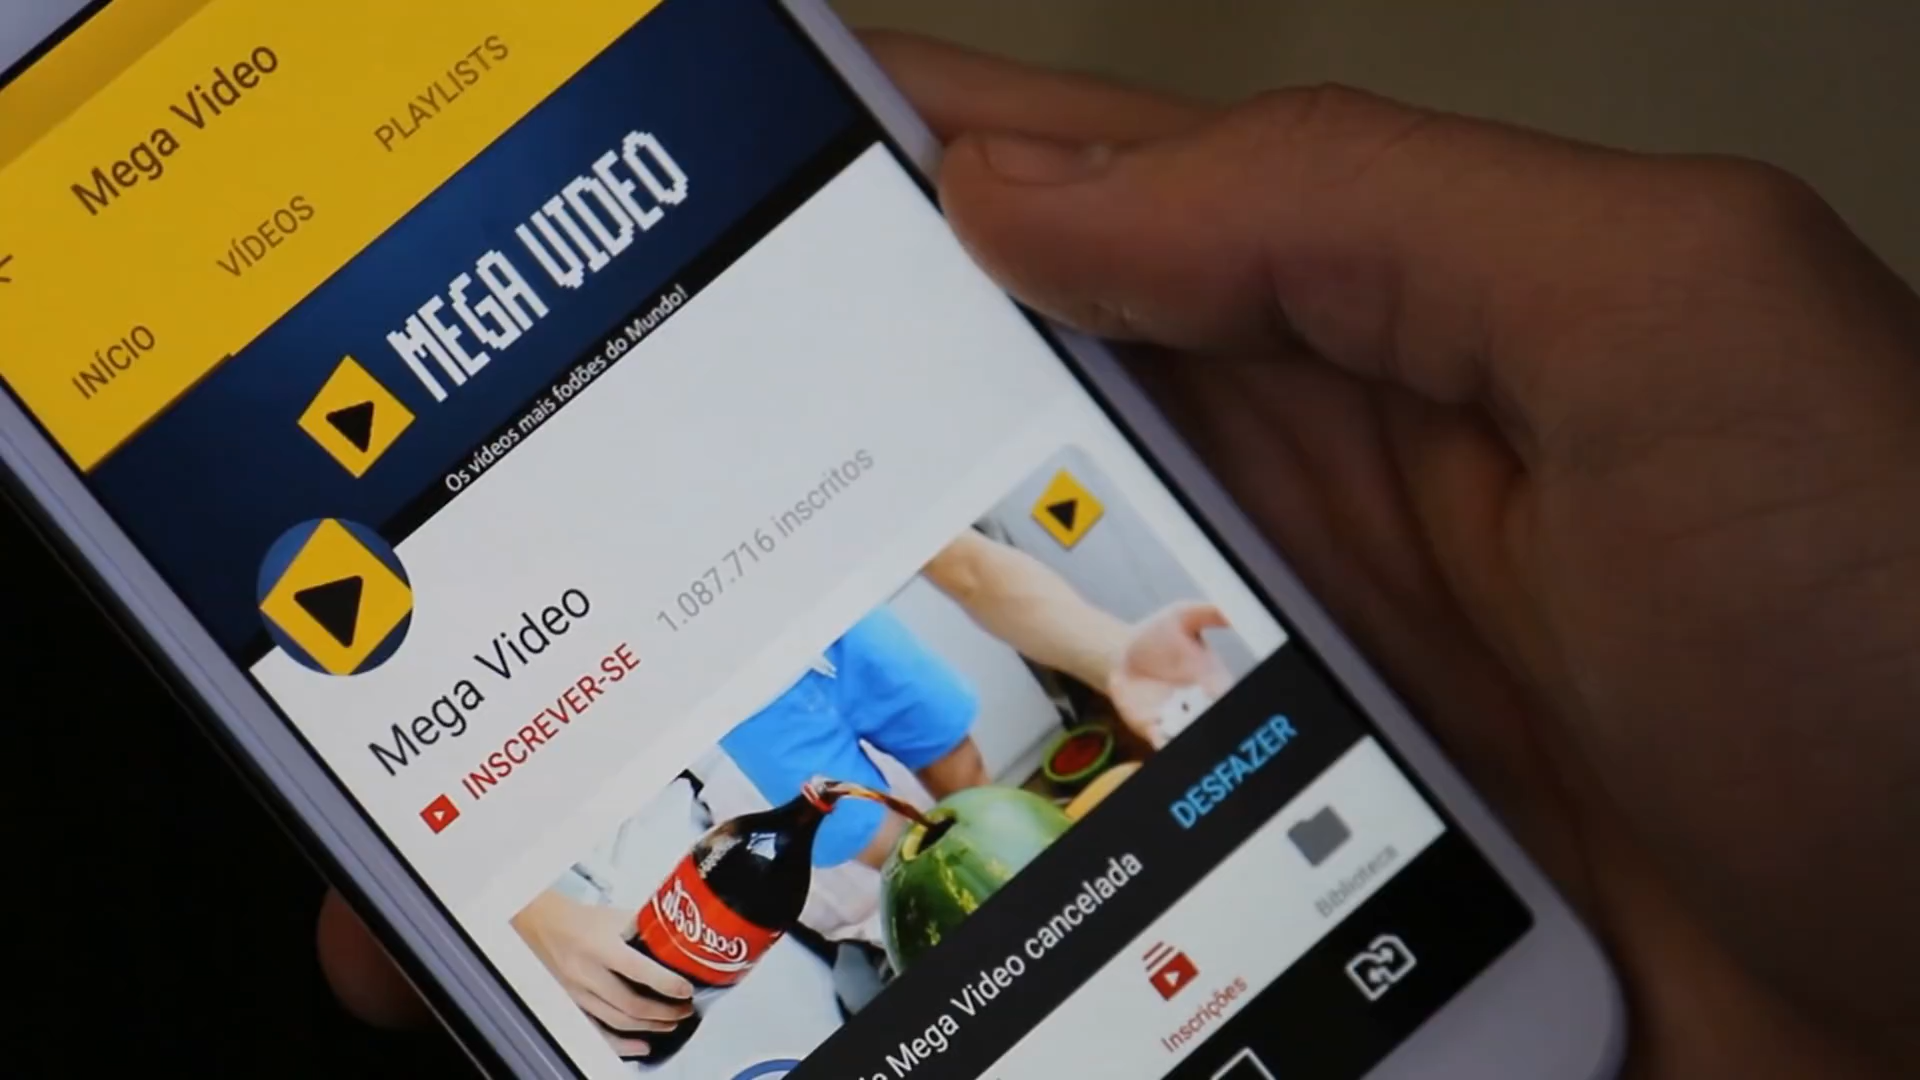 Mega Video
INÍCIO VÍDEOS PLAYLISTS
MEGA VIDEO
Os vídeos mais fodões do Mundo!
Mega Video
INSCREVER-SE 1.087.716 inscritos
Coca-Cola
Mega Video cancelada DESFAZER
Inscrições Biblioteca